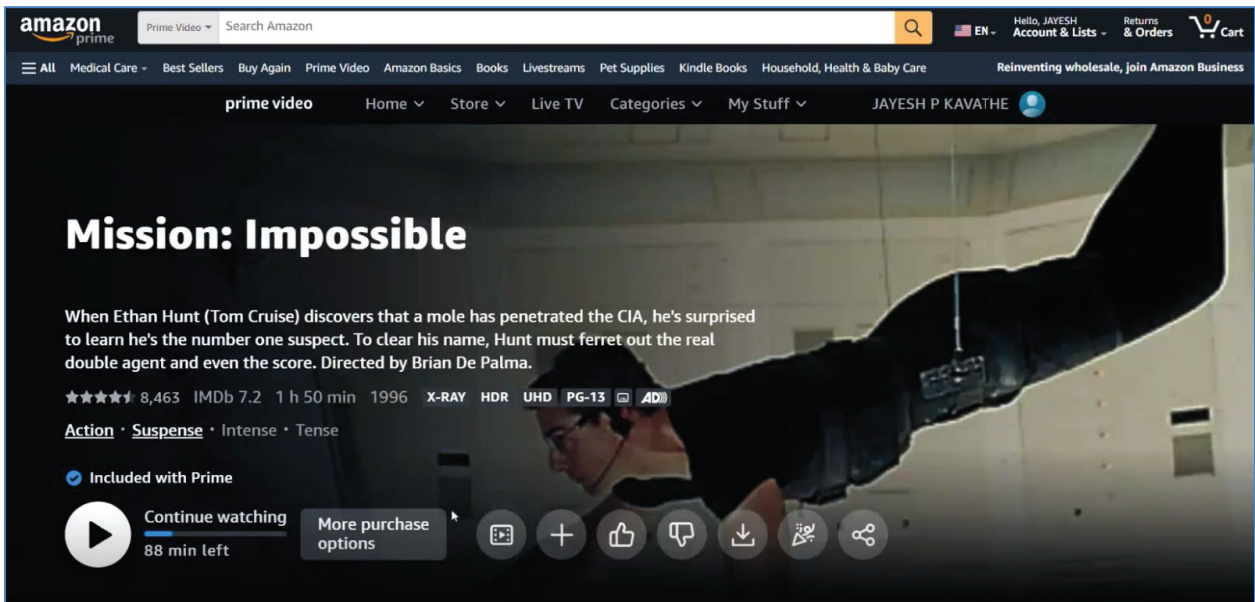 amazon prime
Prime Video
Search Amazon
EN
Hello, JAYESH
Account & Lists
Returns
& Orders
0
Cart
All Medical Care Best Sellers Buy Again Prime Video Amazon Basics Books Livestreams Pet Supplies Kindle Books Household, Health & Baby Care Reinventing wholesale, join Amazon Business
prime video Home Store Live TV Categories My Stuff JAYESH P KAVATHE
Mission: Impossible
When Ethan Hunt (Tom Cruise) discovers that a mole has penetrated the CIA, he's surprised
to learn he's the number one suspect. To clear his name, Hunt must ferret out the real
double agent and even the score. Directed by Brian De Palma.
8,463 IMDb 7.2 1 h 50 min 1996 X-RAY HDR UHD PG-13 AD
Action · Suspense · Intense · Tense
Included with Prime
Continue watching
88 min left
More purchase
options